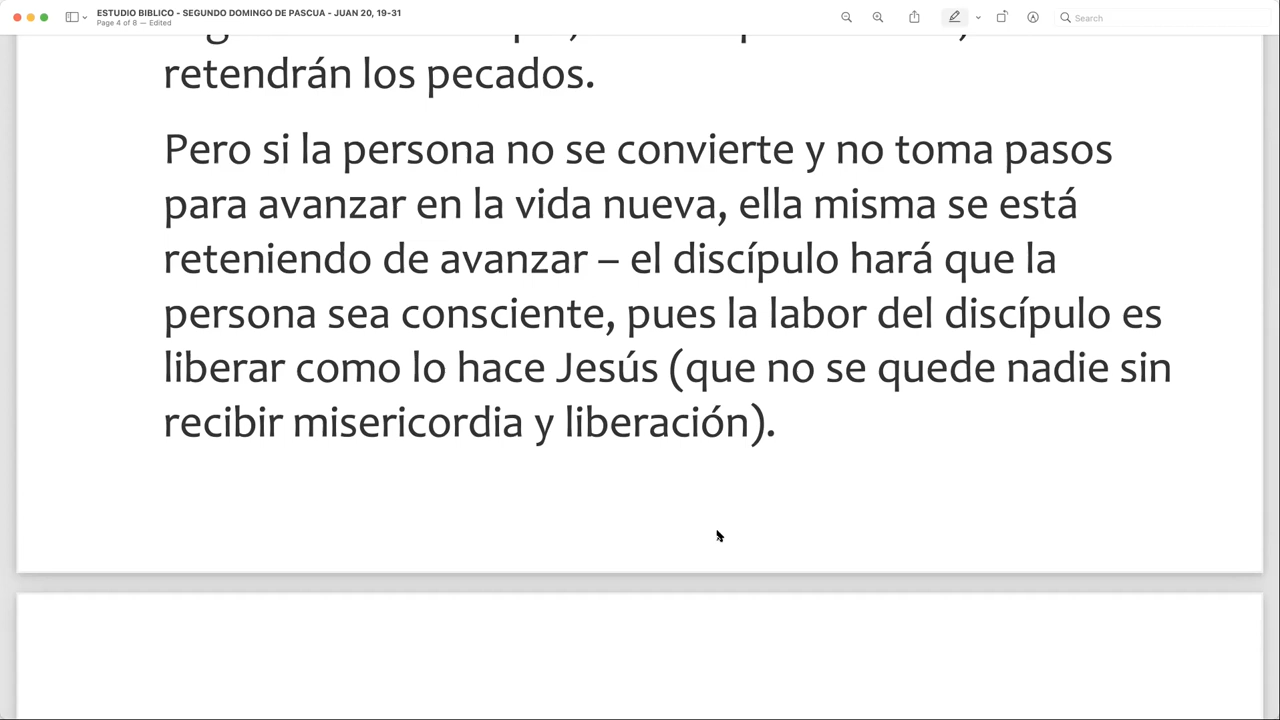 ESTUDIO BIBLICO - SEGUNDO DOMINGO DE PASCUA - JUAN 20, 19-31
Page 4 of 8 — Edited
Search
retendrán los pecados.
Pero si la persona no se convierte y no toma pasos
para avanzar en la vida nueva, ella misma se está
reteniendo de avanzar – el discípulo hará que la
persona sea consciente, pues la labor del discípulo es
liberar como lo hace Jesús (que no se quede nadie sin
recibir misericordia y liberación).